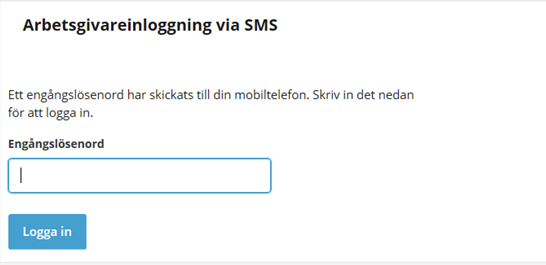 Arbetsgivareinloggning via SMS
Ett engångslösenord har skickats till din mobiltelefon. Skriv in det nedan
för att logga in.
Engångslösenord
Logga in